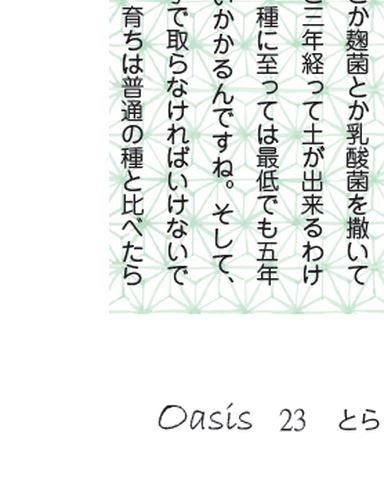 か麹菌とか乳酸菌を撒いて
三年経って土が出来るわけ
種に至っては最低でも五年
かかるんですね。そして、
で取らなければいけないで
育ちは普通の種と比べたら
Oasis 23 とら